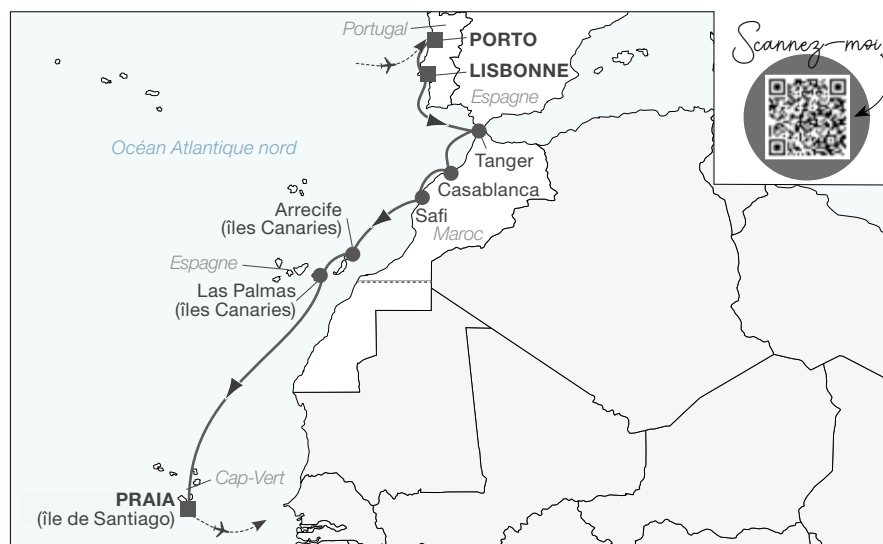 Portugal
PORTO
LISBONNE
Espagne
Scannez-moi
Océan Atlantique nord
Tanger
Casablanca
Safi
Maroc
Arrecife
(îles Canaries)
Espagne
Las Palmas
(îles Canaries)
Cap-Vert
PRAIA
(île de Santiago)